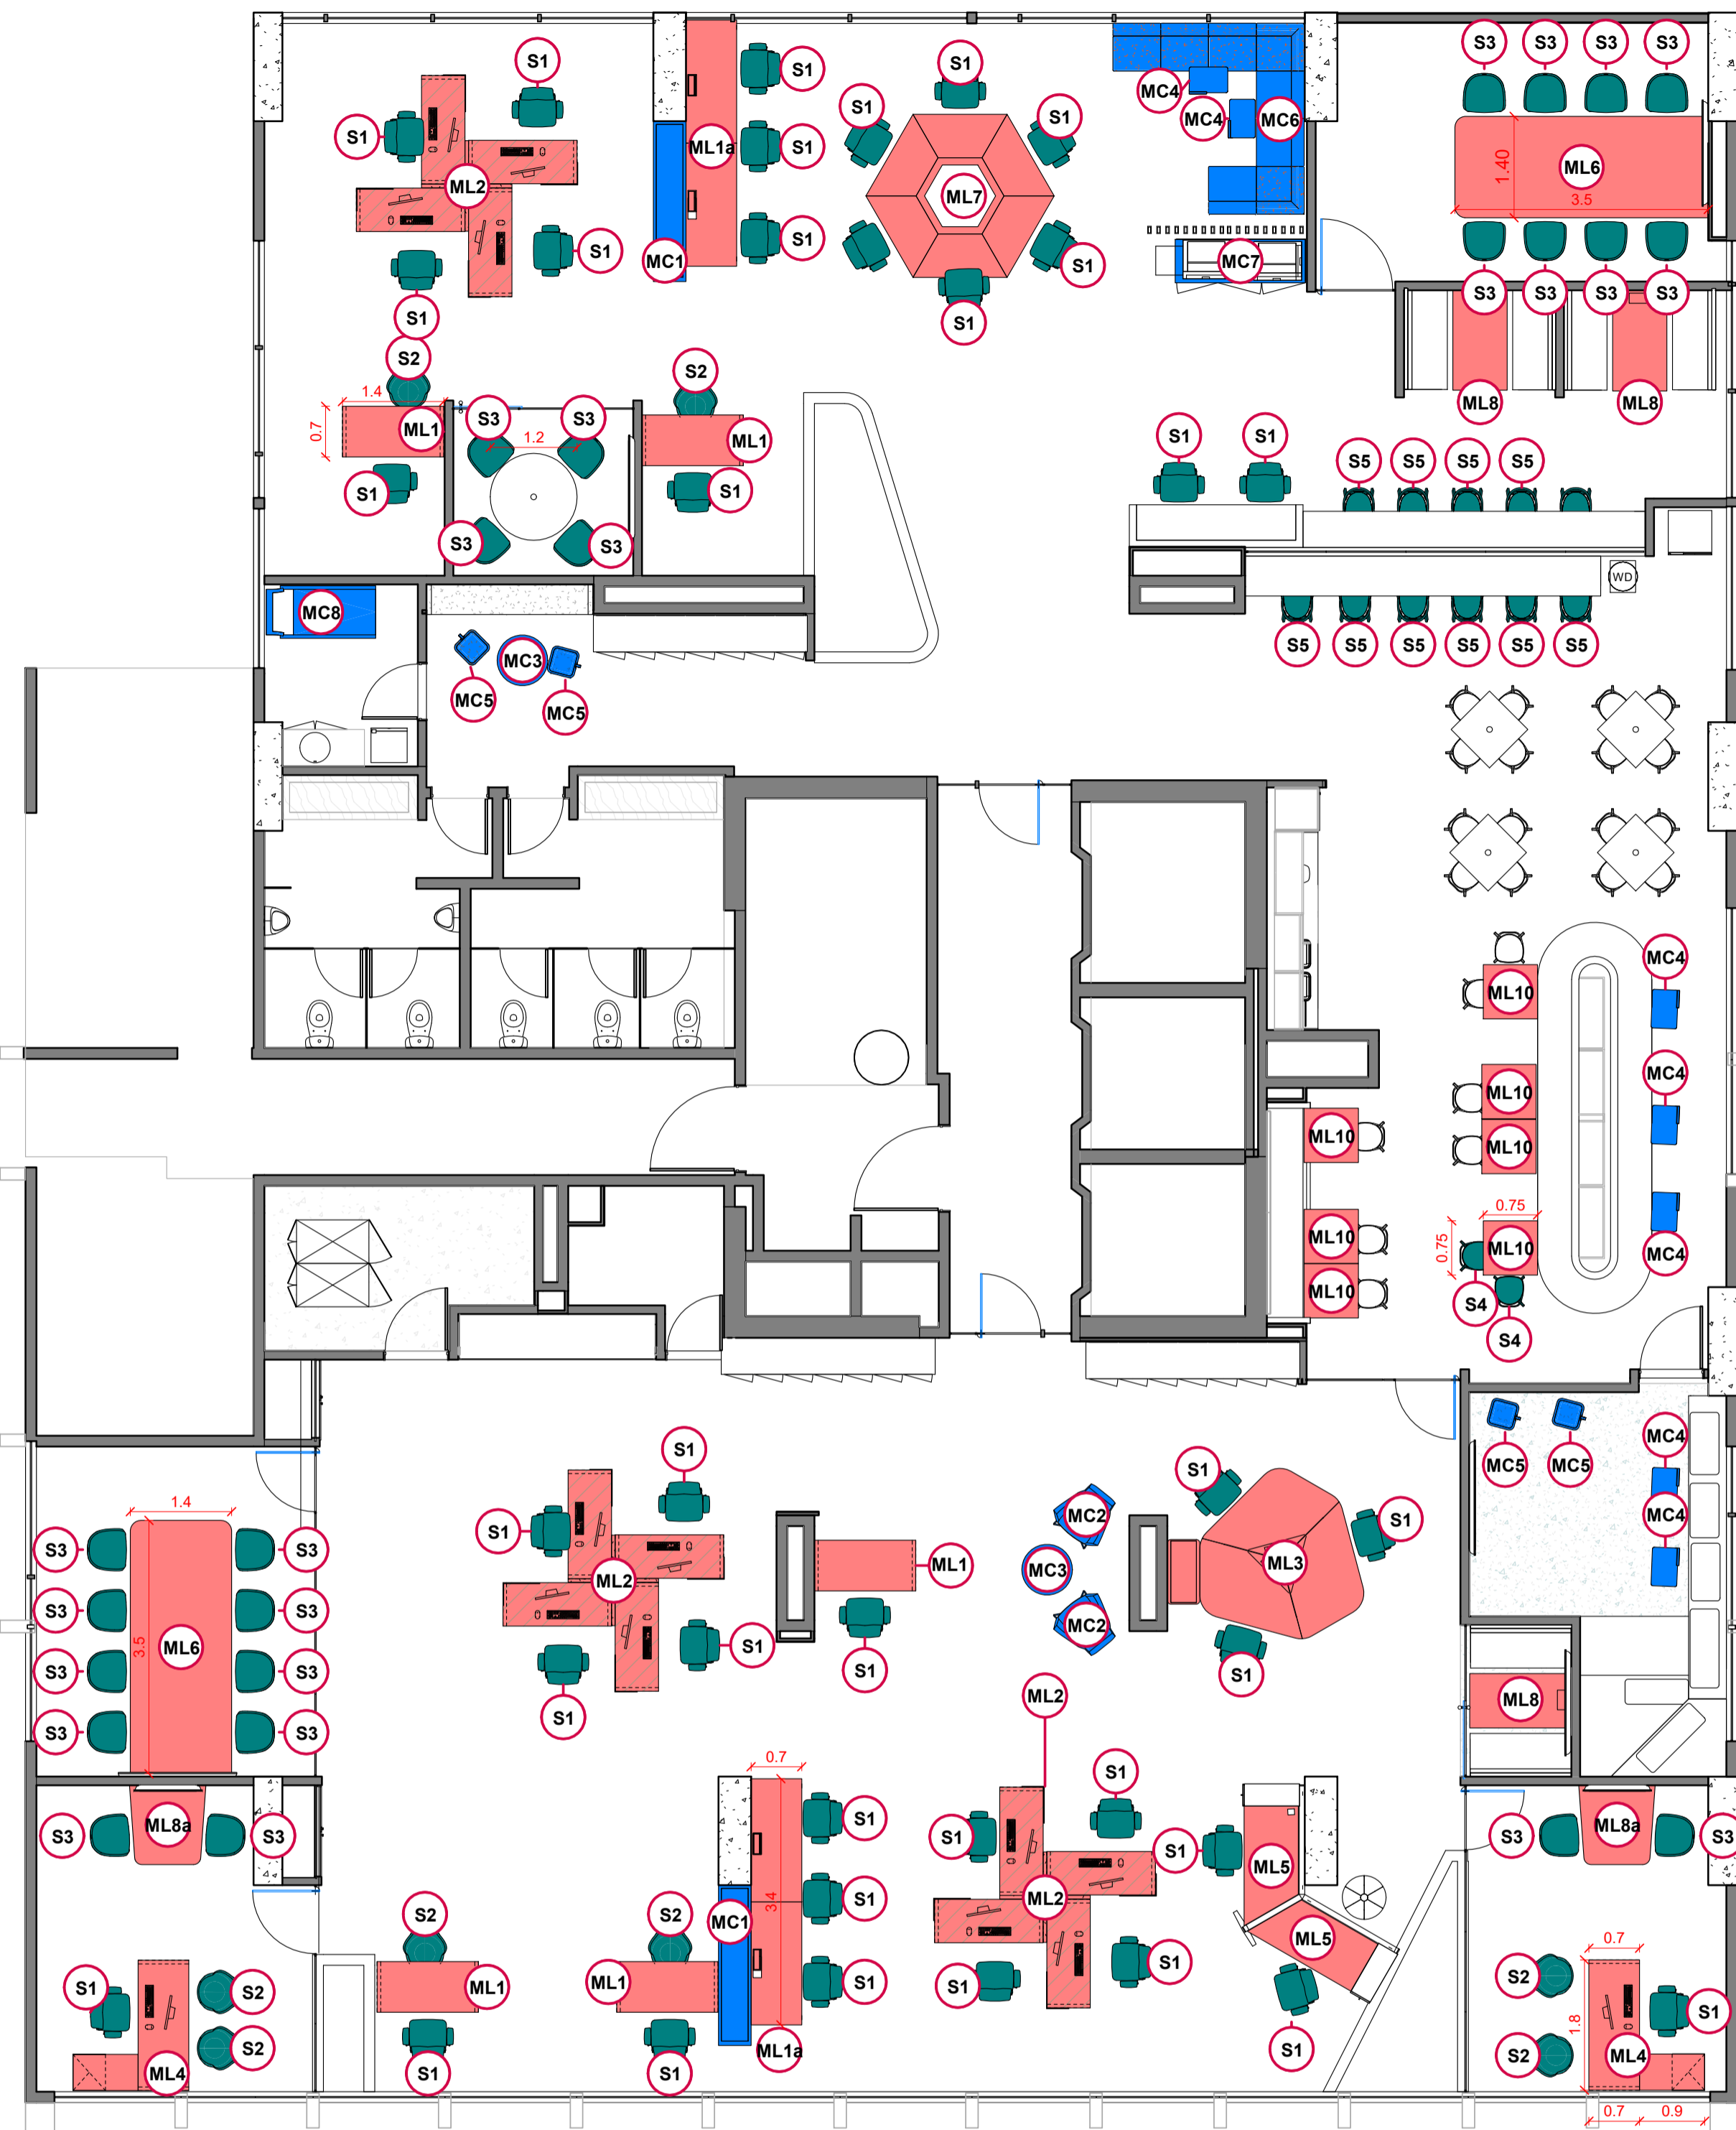 S3 S3 S3 S3
S1 S1 S1
MC4 S1 S1
MC4 MC6
S1 ML1a S1
ML2 ML7 1.40 ML6
3.5
S1 S1
MC1 MC7 S1
S1 S1
S3 S3 S3 S3
S2 S2
1.4
ML8 ML8
0.7 ML1 S3 1.2 S3 ML1
S1 S1
S5 S5 S5 S5
S1 S1
S3 S3
WD
MC8
S5 S5 S5 S5 S5 S5
MC3
MC5 MC5
MC4
ML10
MC4
ML10
ML10 ML10
0.75
0.75 ML10 ML10 MC4
ML10
S4
S4
S1 MC4
MC5 MC5
S1
1.4
S1 MC2 S1 MC4
S3 S3
ML2 ML1 MC3 ML3
S3 S3
3.5 ML6 S1 MC2
S3 S3 S1 S1
ML2 ML8
S1
S3 S3
0.7
S1
S3 ML8a S3 S1 S1 S1 S3 ML8a S3
ML5
3.4 S1 ML2
S2 S2 MC1
ML5
S1 S1 0.7
S1 S2 ML1 ML1 S1 S1 S2 S1
1.8
S2 ML1a S1 S2 ML4
ML4 S1 S1
0.7 0.9